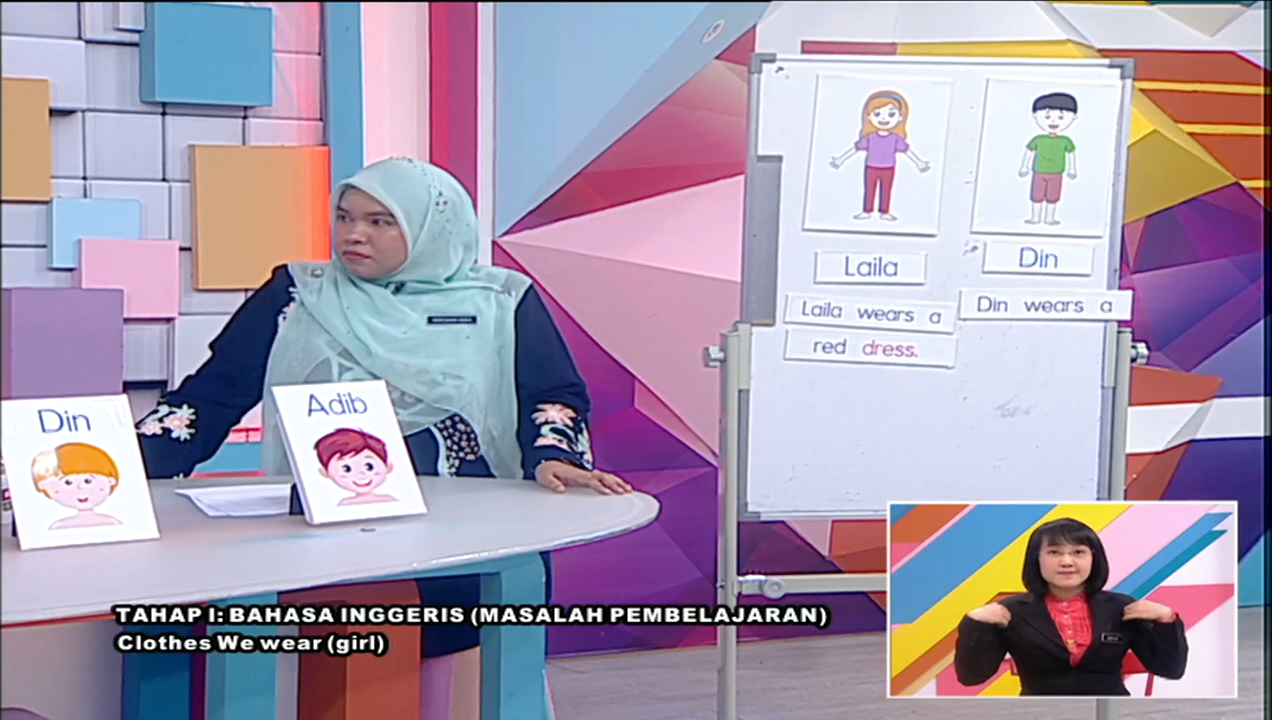 Laila
Din
Laila wears a
red dress.
Din wears a
Din
Adib
TAHAP I: BAHASA INGGERIS (MASALAH PEMBELAJARAN)
Clothes We wear (girl)